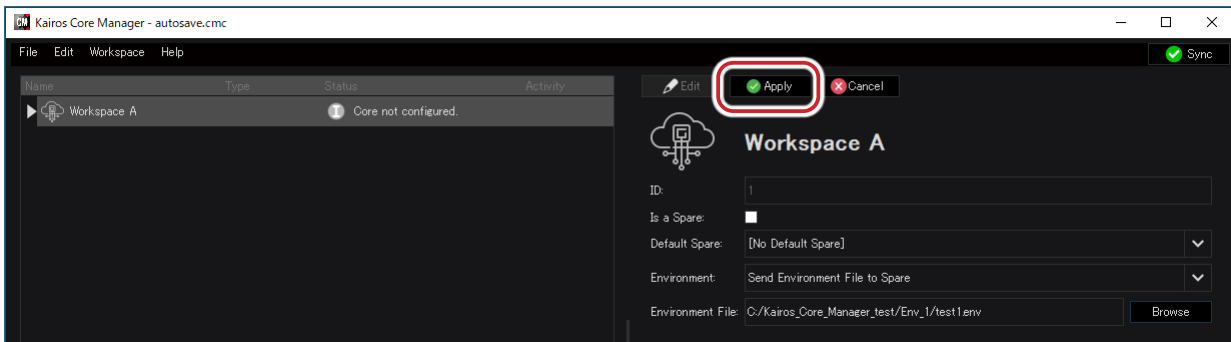 CM Kairos Core Manager - autosave.cmc
File Edit Workspace Help
Sync
Name Type Status Activity
Workspace A Core not configured.
Edit Apply Cancel
Workspace A
ID: 1
Is a Spare:
Default Spare: [No Default Spare]
Environment: Send Environment File to Spare
Environment File: C:/Kairos_Core_Manager_test/Env_1/test1.env Browse